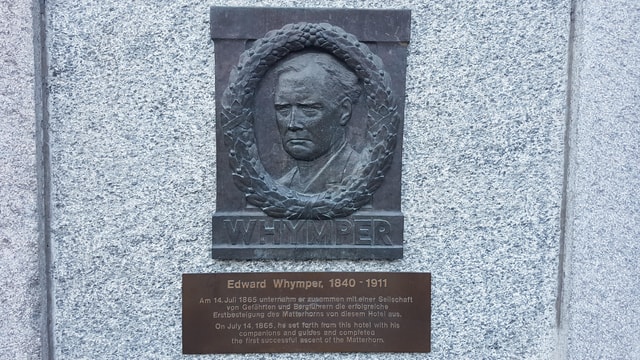 WHYMPER
Edward Whymper, 1840 - 1911
Am 14. Juli 1865 unternahm er zusammen mit einer Seilschaft
von Gefährten und Bergführern die erfolgreiche
Erstbesteigung des Matterhorns von diesem Hotel aus.
On July 14, 1865, he set forth from this hotel with his
companions and guides and completed
the first successful ascent of the Matterhorn.